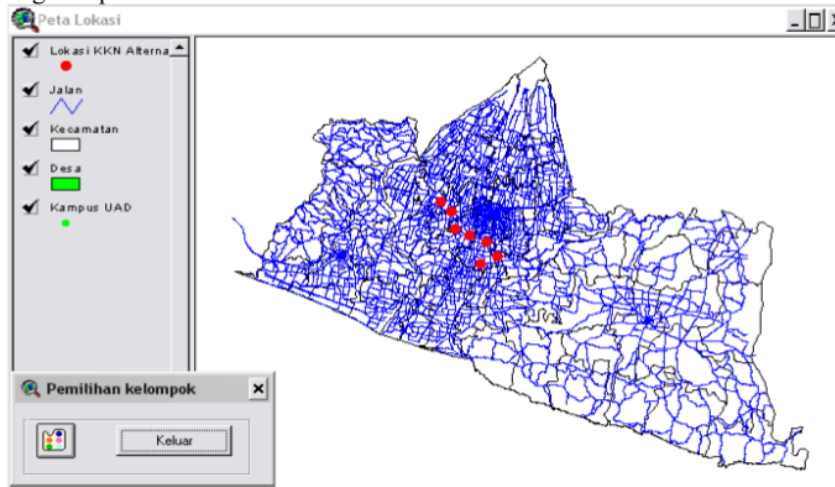 Peta Lokasi
Lokasi KKN Alterna
Jalan
Kecamatan
Desa
Kampus UAD
Pemilihan kelompok
Keluar